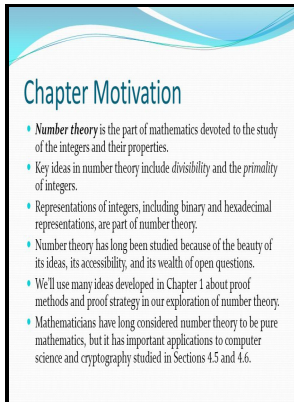 Chapter Motivation
• Number theory is the part of mathematics devoted to the study
of the integers and their properties.
• Key ideas in number theory include divisibility and the primality
of integers.
• Representations of integers, including binary and hexadecimal
representations, are part of number theory.
• Number theory has long been studied because of the beauty of
its ideas, its accessibility, and its wealth of open questions.
• We'll use many ideas developed in Chapter 1 about proof
methods and proof strategy in our exploration of number theory.
• Mathematicians have long considered number theory to be pure
mathematics, but it has important applications to computer
science and cryptography studied in Sections 4.5 and 4.6.